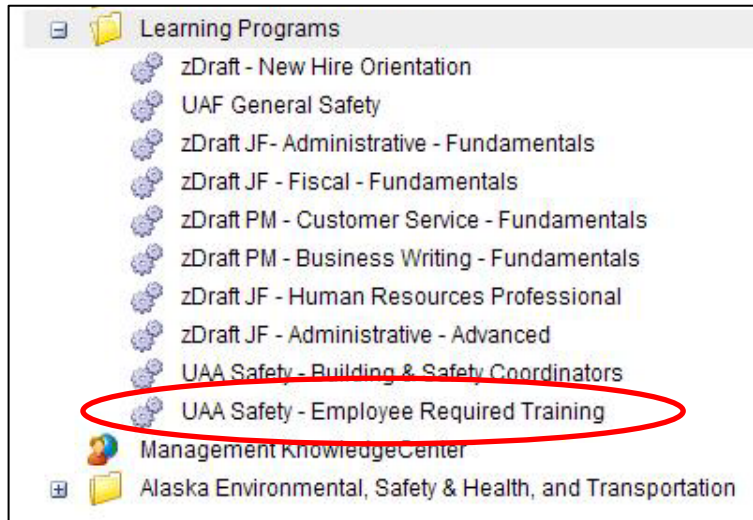 Learning Programs
zDraft - New Hire Orientation
UAF General Safety
zDraft JF- Administrative - Fundamentals
zDraft JF - Fiscal - Fundamentals
zDraft PM - Customer Service - Fundamentals
zDraft PM - Business Writing - Fundamentals
zDraft JF - Human Resources Professional
zDraft JF - Administrative - Advanced
UAA Safety - Building & Safety Coordinators
UAA Safety - Employee Required Training
Management KnowledgeCenter
Alaska Environmental, Safety & Health, and Transportation